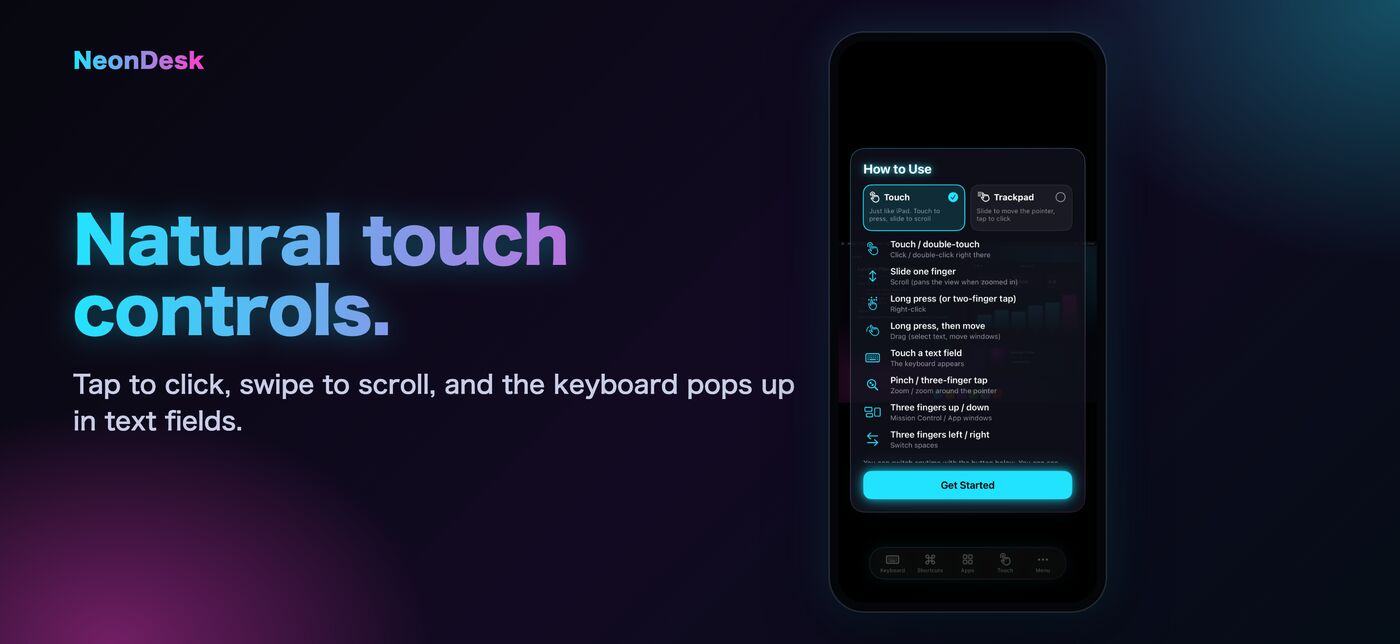 NeonDesk
Natural touch
controls.
Tap to click, swipe to scroll, and the keyboard pops up
in text fields.
How to Use
Touch
Just like iPad. Touch to
press, slide to scroll
Trackpad
Slide to move the pointer,
tap to click
Touch / double-touch
Click / double-click right there
Slide one finger
Scroll (pans the view when zoomed in)
Long press (or two-finger tap)
Right-click
Long press, then move
Drag (select text, move windows)
Touch a text field
The keyboard appears
Pinch / three-finger tap
Zoom / zoom around the pointer
Three fingers up / down
Mission Control / App windows
Three fingers left / right
Switch spaces
Get Started
Keyboard
Shortcuts
Apps
Touch
Menu